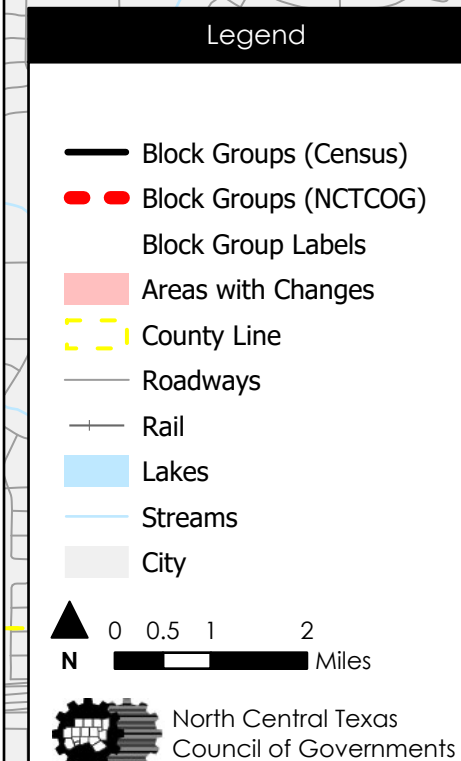 Legend
Block Groups (Census)
Block Groups (NCTCOG)
Block Group Labels
Areas with Changes
County Line
Roadways
Rail
Lakes
Streams
City
0 0.5 1 2
N Miles
North Central Texas
Council of Governments